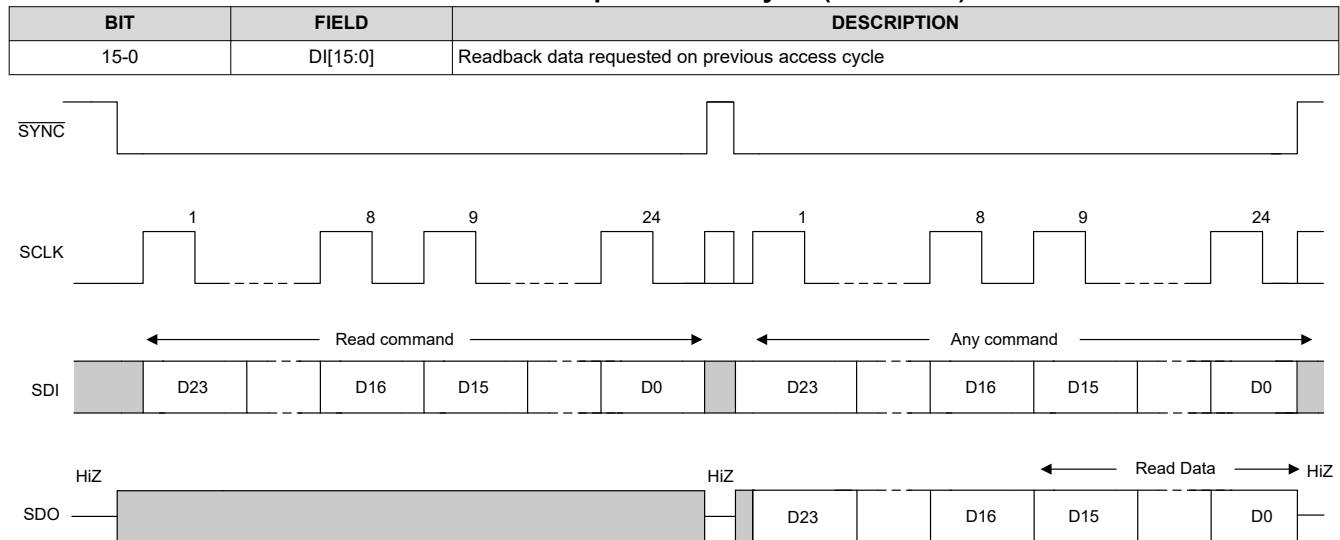 BIT FIELD DESCRIPTION
15-0 DI[15:0] Readback data requested on previous access cycle
SYNC
1 8 9 24 1 8 9 24
SCLK
Read command Any command
SDI D23 D16 D15 D0 D23 D16 D15 D0
HiZ HiZ Read Data HiZ
SDO D23 D16 D15 D0